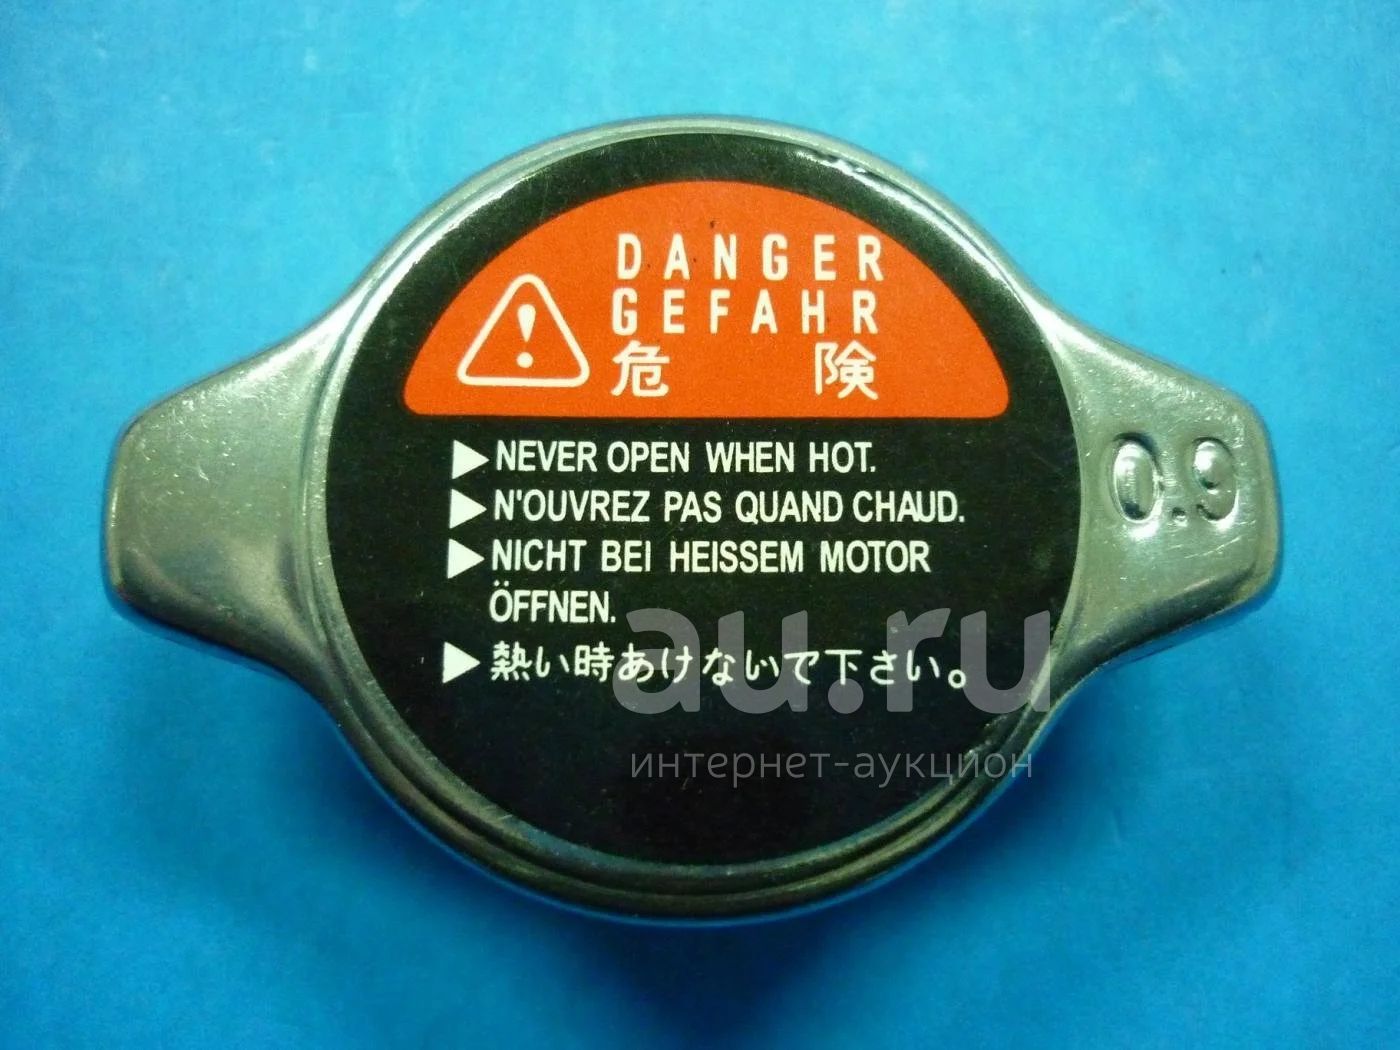 DANGER
GEFAHR
危 険
NEVER OPEN WHEN HOT.
N'OUVREZ PAS QUAND CHAUD.
NICHT BEI HEISSEM MOTOR
ÖFFNEN.
熱い時あけないで下さい。
0.9
au.ru
интернет-аукцион